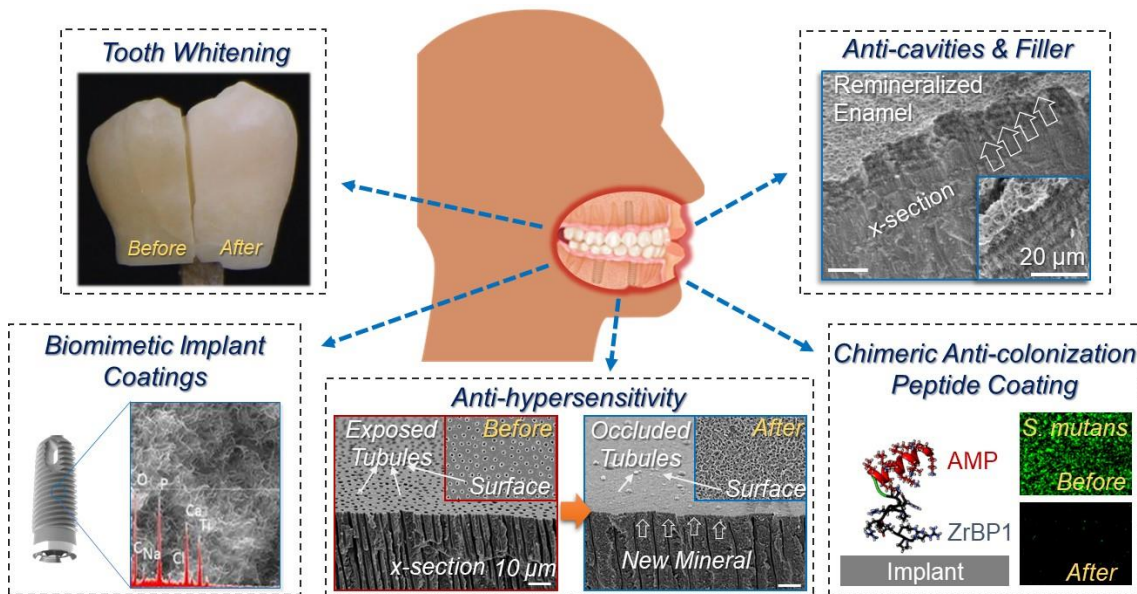 Tooth Whitening
Before
After
Anti-cavities & Filler
Remineralized
Enamel
x-section
20 µm
Biomimetic Implant
Coatings
O
P
Ca
Ti
C
Na
Cl
Anti-hypersensitivity
Exposed
Tubules
Before
Surface
x-section
10 µm
Occluded
Tubules
After
Surface
New Mineral
Chimeric Anti-colonization
Peptide Coating
AMP
ZrBP1
Implant
S. mutans
Before
After